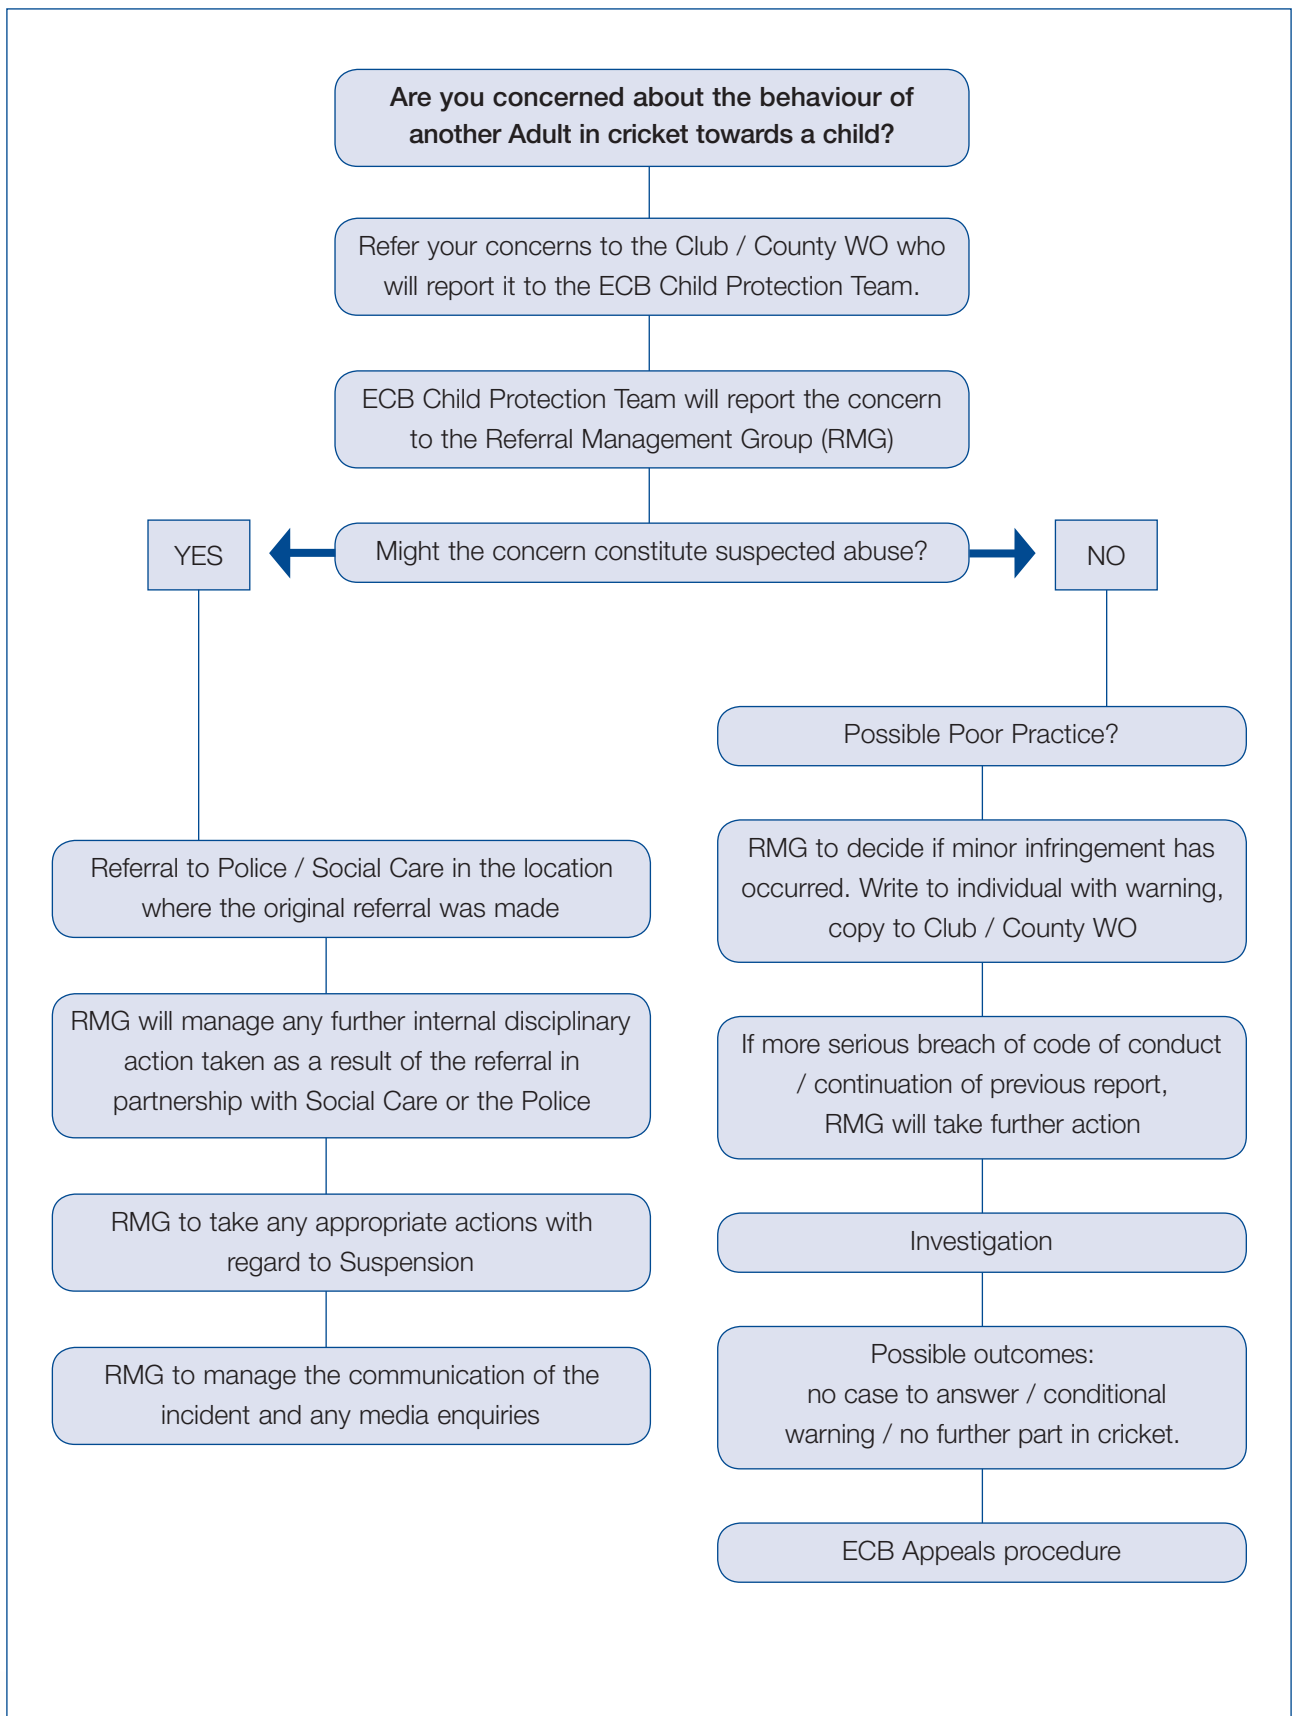 Are you concerned about the behaviour of
another Adult in cricket towards a child?
Refer your concerns to the Club / County WO who
will report it to the ECB Child Protection Team.
ECB Child Protection Team will report the concern
to the Referral Management Group (RMG)
Might the concern constitute suspected abuse?
YES
NO
Referral to Police / Social Care in the location
where the original referral was made
RMG will manage any further internal disciplinary
action taken as a result of the referral in
partnership with Social Care or the Police
RMG to take any appropriate actions with
regard to Suspension
RMG to manage the communication of the
incident and any media enquiries
Possible Poor Practice?
RMG to decide if minor infringement has
occurred. Write to individual with warning,
copy to Club / County WO
If more serious breach of code of conduct
/ continuation of previous report,
RMG will take further action
Investigation
Possible outcomes:
no case to answer / conditional
warning / no further part in cricket.
ECB Appeals procedure